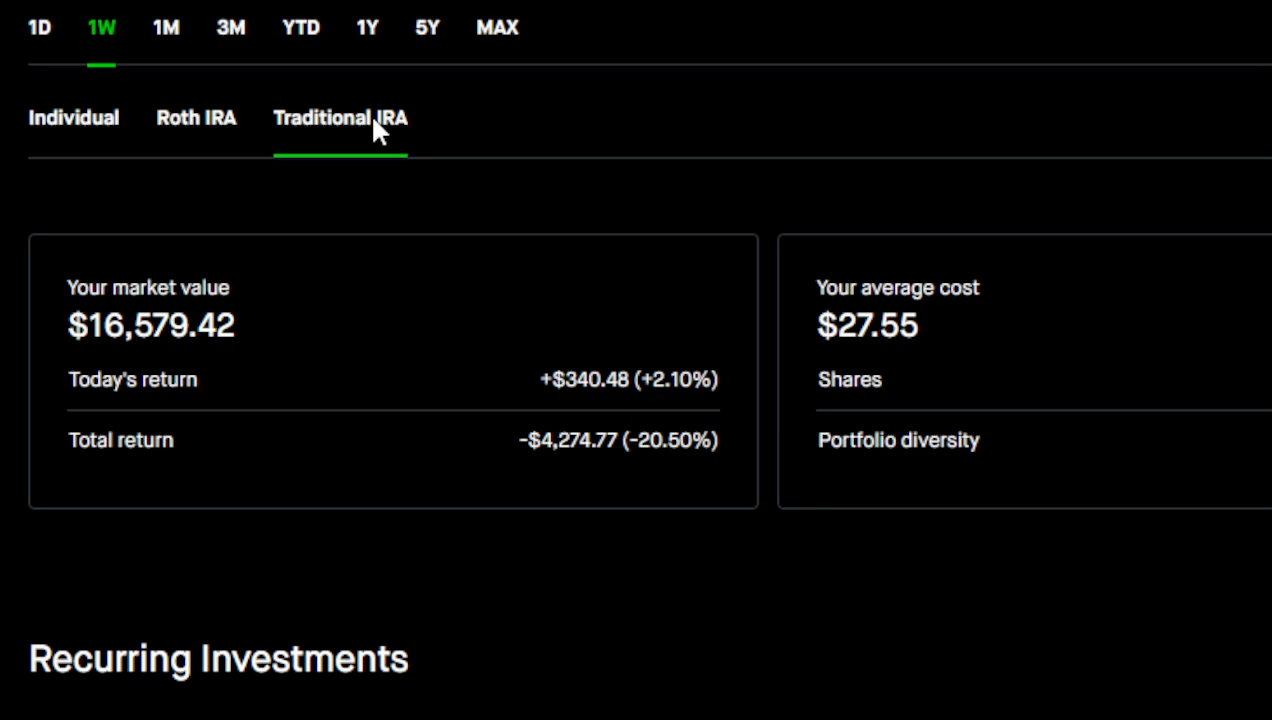 1D 1W 1M 3M YTD 1Y 5Y MAX
Individual Roth IRA Traditional IRA
Your market value
$16,579.42
Today's return +$340.48 (+2.10%)
Total return -$4,274.77 (-20.50%)
Your average cost
$27.55
Shares
Portfolio diversity
Recurring Investments